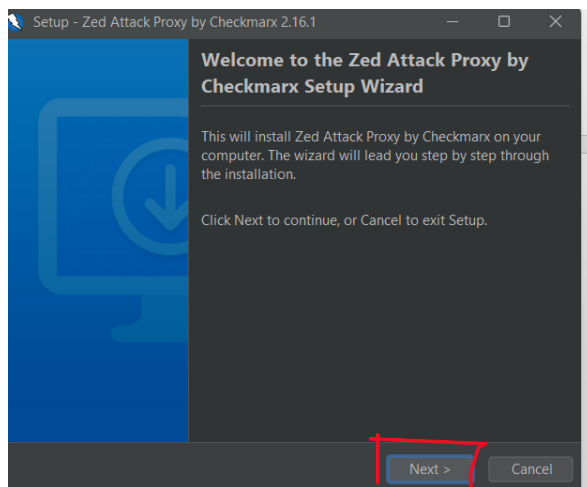 Setup - Zed Attack Proxy by Checkmarx 2.16.1
Welcome to the Zed Attack Proxy by
Checkmarx Setup Wizard
This will install Zed Attack Proxy by Checkmarx on your
computer. The wizard will lead you step by step through
the installation.
Click Next to continue, or Cancel to exit Setup.
Next >
Cancel